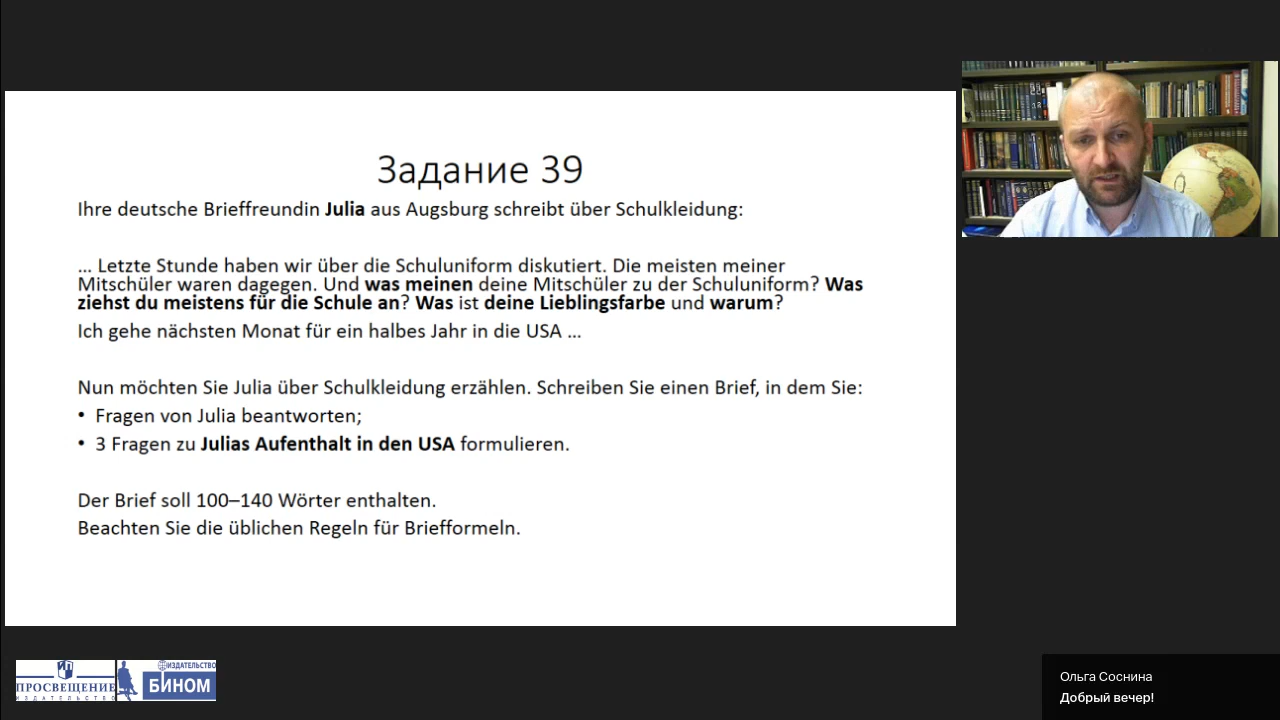 Задание 39
Ihre deutsche Brieffreundin Julia aus Augsburg schreibt über Schulkleidung:
... Letzte Stunde haben wir über die Schuluniform diskutiert. Die meisten meiner
Mitschüler waren dagegen. Und was meinen deine Mitschüler zu der Schuluniform? Was
ziehst du meistens für die Schule an? Was ist deine Lieblingsfarbe und warum?
Ich gehe nächsten Monat für ein halbes Jahr in die USA ...
Nun möchten Sie Julia über Schulkleidung erzählen. Schreiben Sie einen Brief, in dem Sie:
• Fragen von Julia beantworten;
• 3 Fragen zu Julias Aufenthalt in den USA formulieren.
Der Brief soll 100–140 Wörter enthalten.
Beachten Sie die üblichen Regeln für Briefformeln.
ПРОСВЕЩЕНИЕ
ИЗДАТЕЛЬСТВО
ИЗДАТЕЛЬСТВО
БИНОМ
Ольга Соснина
Добрый вечер!